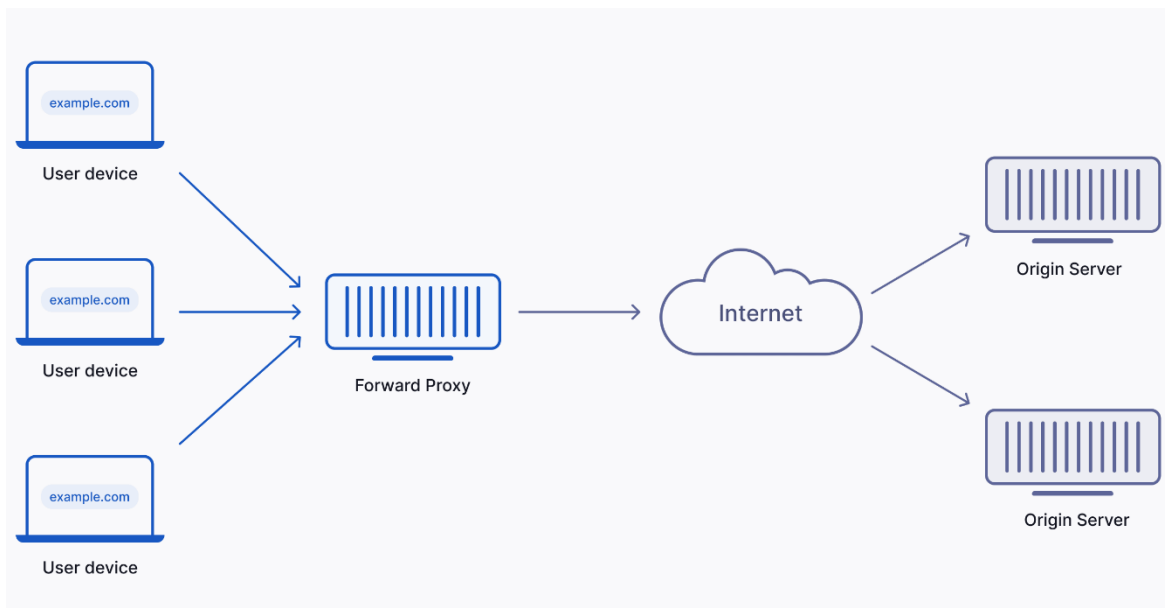 example.com
User device
example.com
User device
example.com
User device
Forward Proxy
Internet
Origin Server
Origin Server